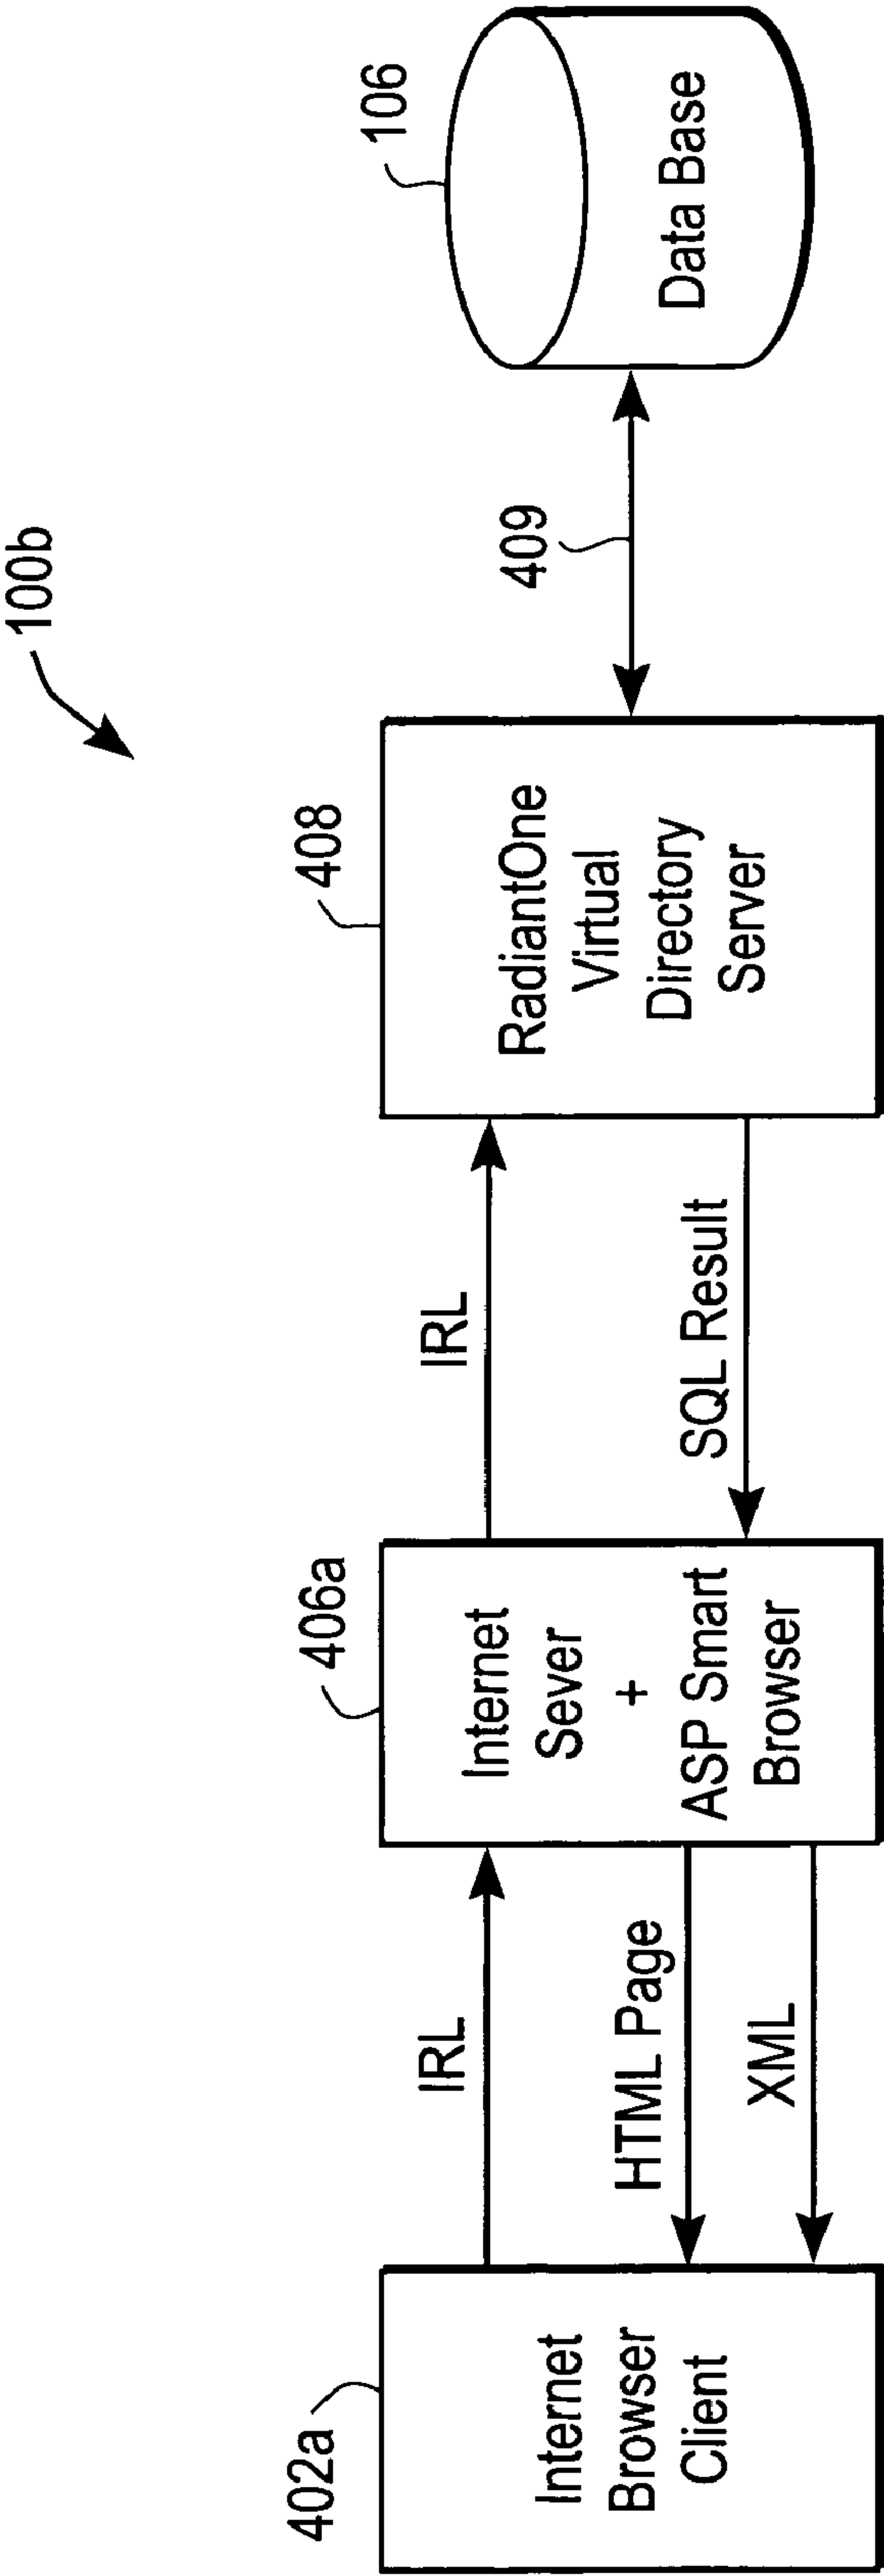 100b
402a
Internet
Browser
Client
IRL
HTML Page
XML
406a
Internet
Sever
+
ASP Smart
Browser
IRL
SQL Result
408
RadiantOne
Virtual
Directory
Server
409
106
Data Base